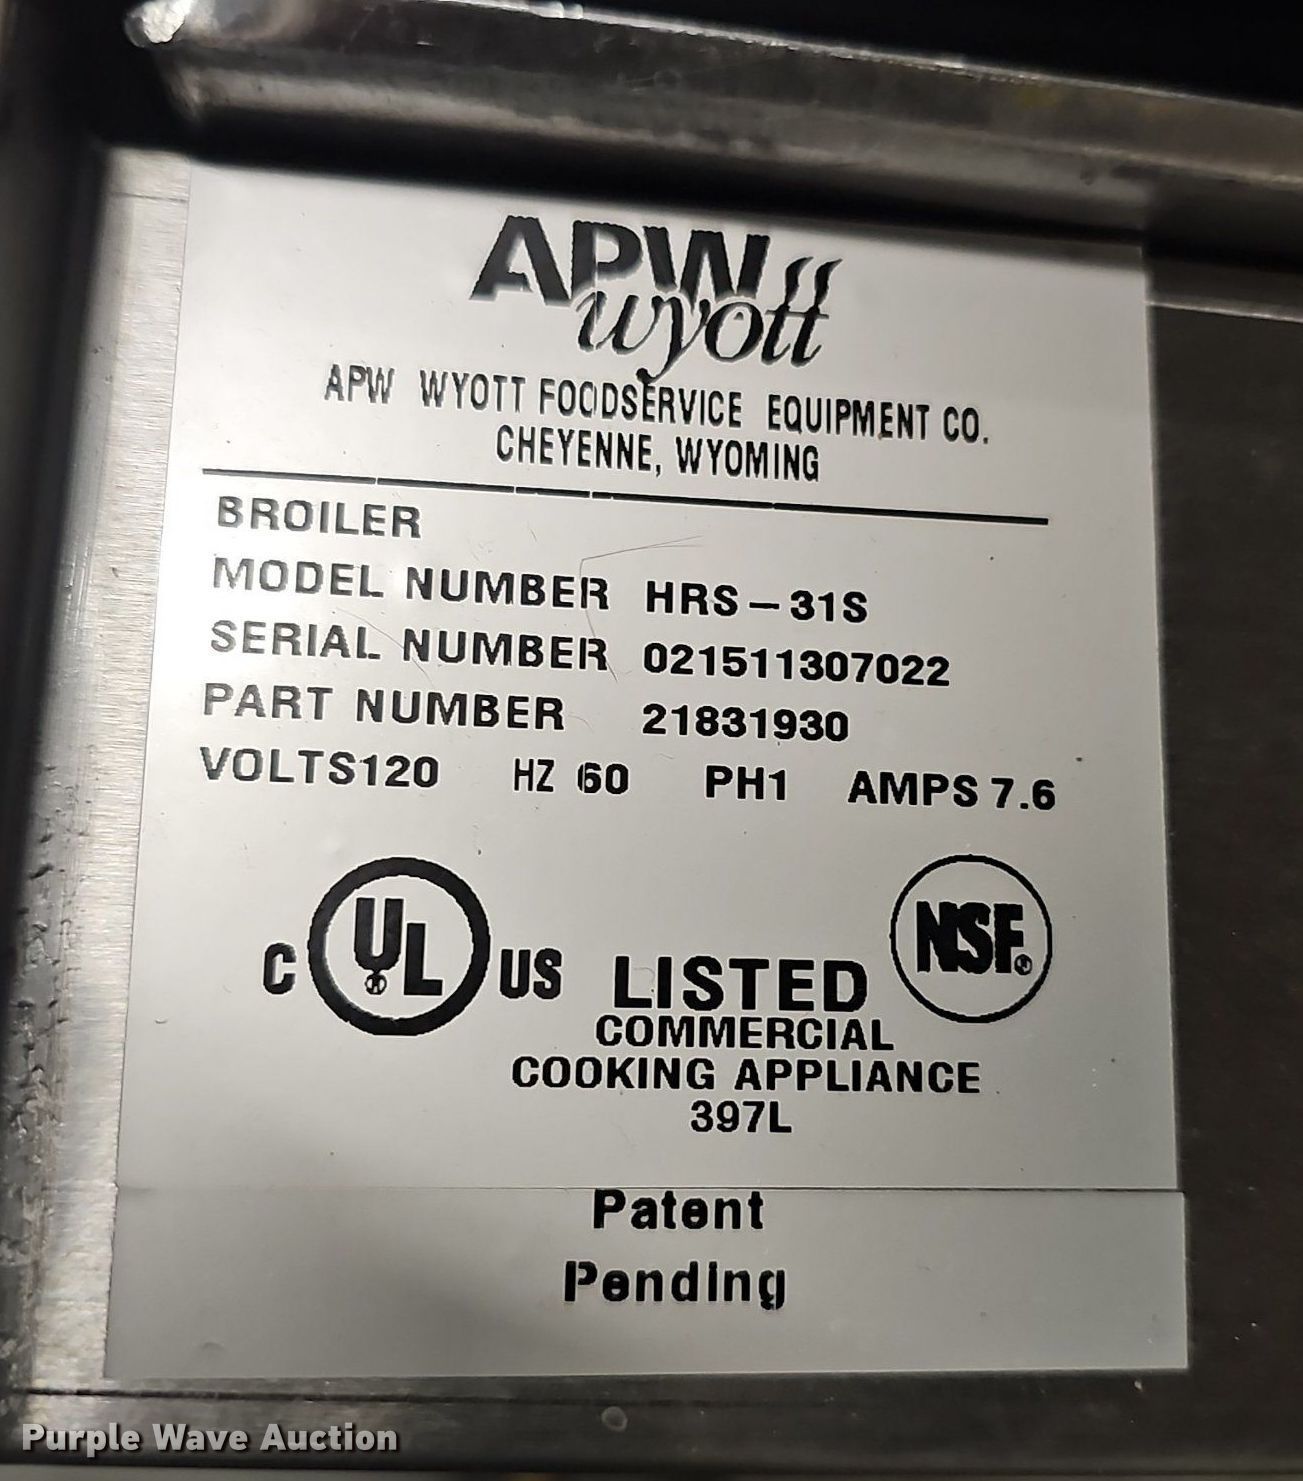 APW
wyott
APW WYOTT FOODSERVICE EQUIPMENT CO.
CHEYENNE, WYOMING
BROILER
MODEL NUMBER HRS-31S
SERIAL NUMBER 021511307022
PART NUMBER 21831930
VOLTS120 HZ 60 PH1 AMPS 7.6
C UL US LISTED NSF®
COMMERCIAL
COOKING APPLIANCE
397L
Patent
Pending
Purple Wave Auction